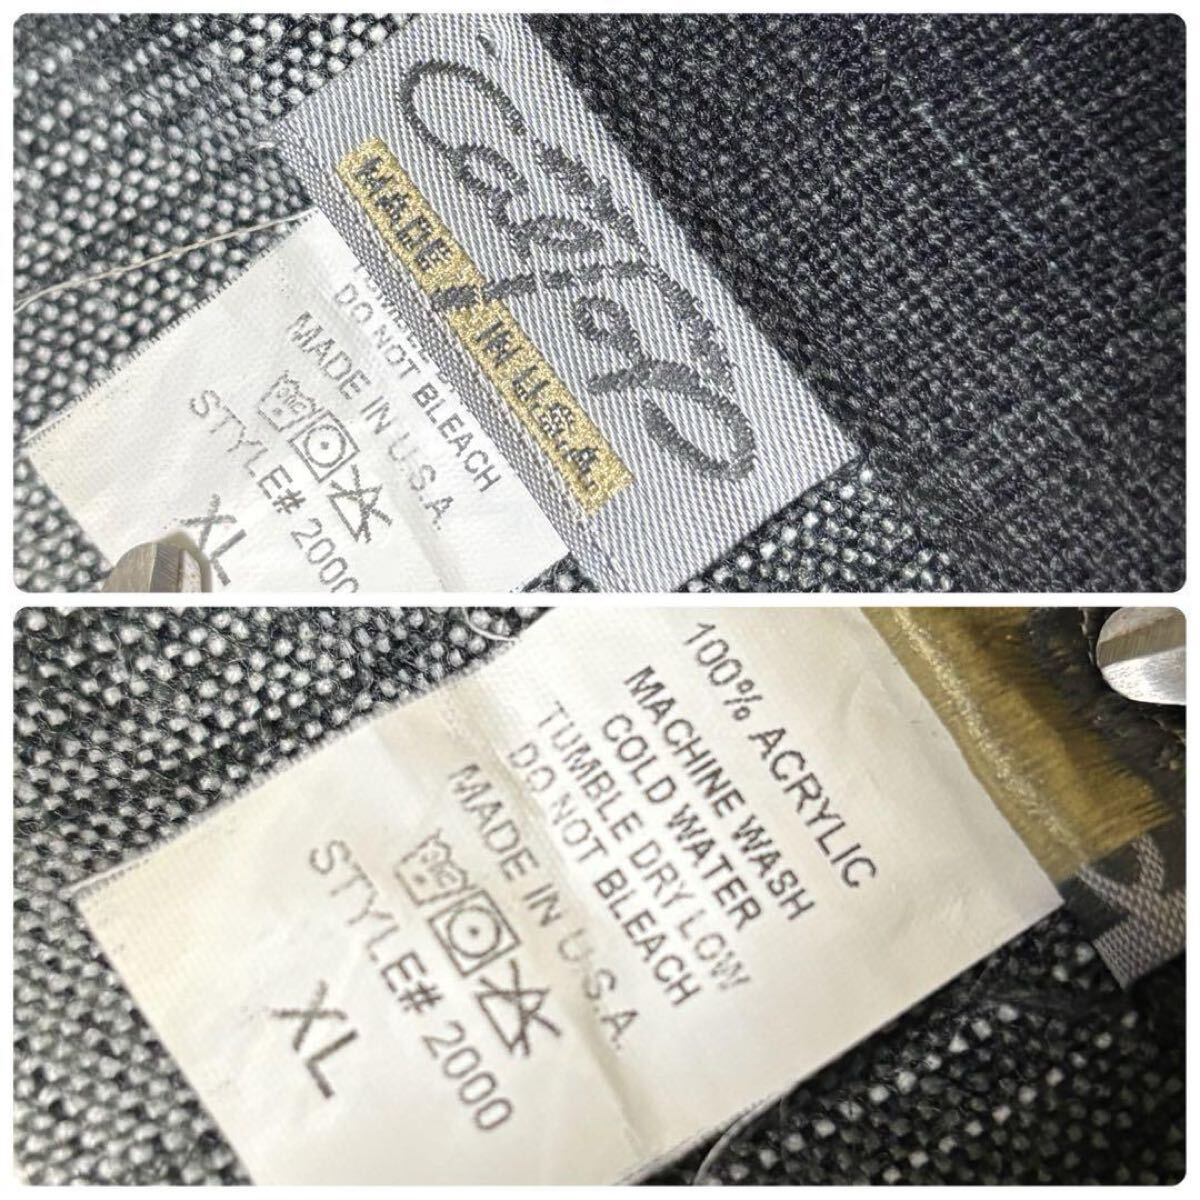 CalTop
MADE IN U.S.A.
DO NOT BLEACH
MADE IN U.S.A.
STYLE# 2000
XL
100% ACRYLIC
MACHINE WASH
COLD WATER
TUMBLE DRY LOW
DO NOT BLEACH
MADE IN U.S.A.
STYLE# 2000
XL